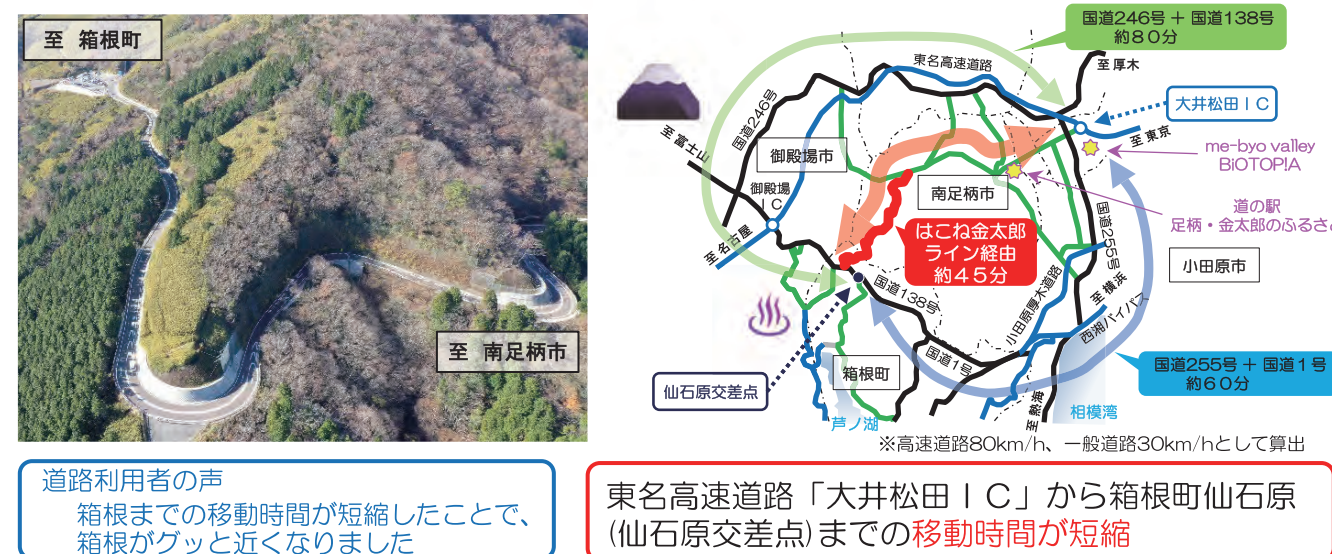 至 箱根町
至 南足柄市
国道246号 + 国道138号
約80分
東名高速道路
至 厚木
大井松田IC
至 東京
me-byo valley
BiOTOP!A
国道246号
至 富士山
御殿場市
御殿場
IC
南足柄市
道の駅
足柄・金太郎のふるさと
至 名古屋
はこね金太郎
ライン経由
約45分
国道255号
小田原市
国道138号
小田原厚木道路
至 横浜
西湘バイパス
国道1号
箱根町
仙石原交差点
国道255号 + 国道1号
約60分
芦ノ湖
至 熱海
相模湾
※高速道路80km/h、一般道路30km/hとして算出
道路利用者の声
箱根までの移動時間が短縮したことで、
箱根がグッと近くなりました
東名高速道路「大井松田IC」から箱根町仙石原
(仙石原交差点)までの移動時間が短縮